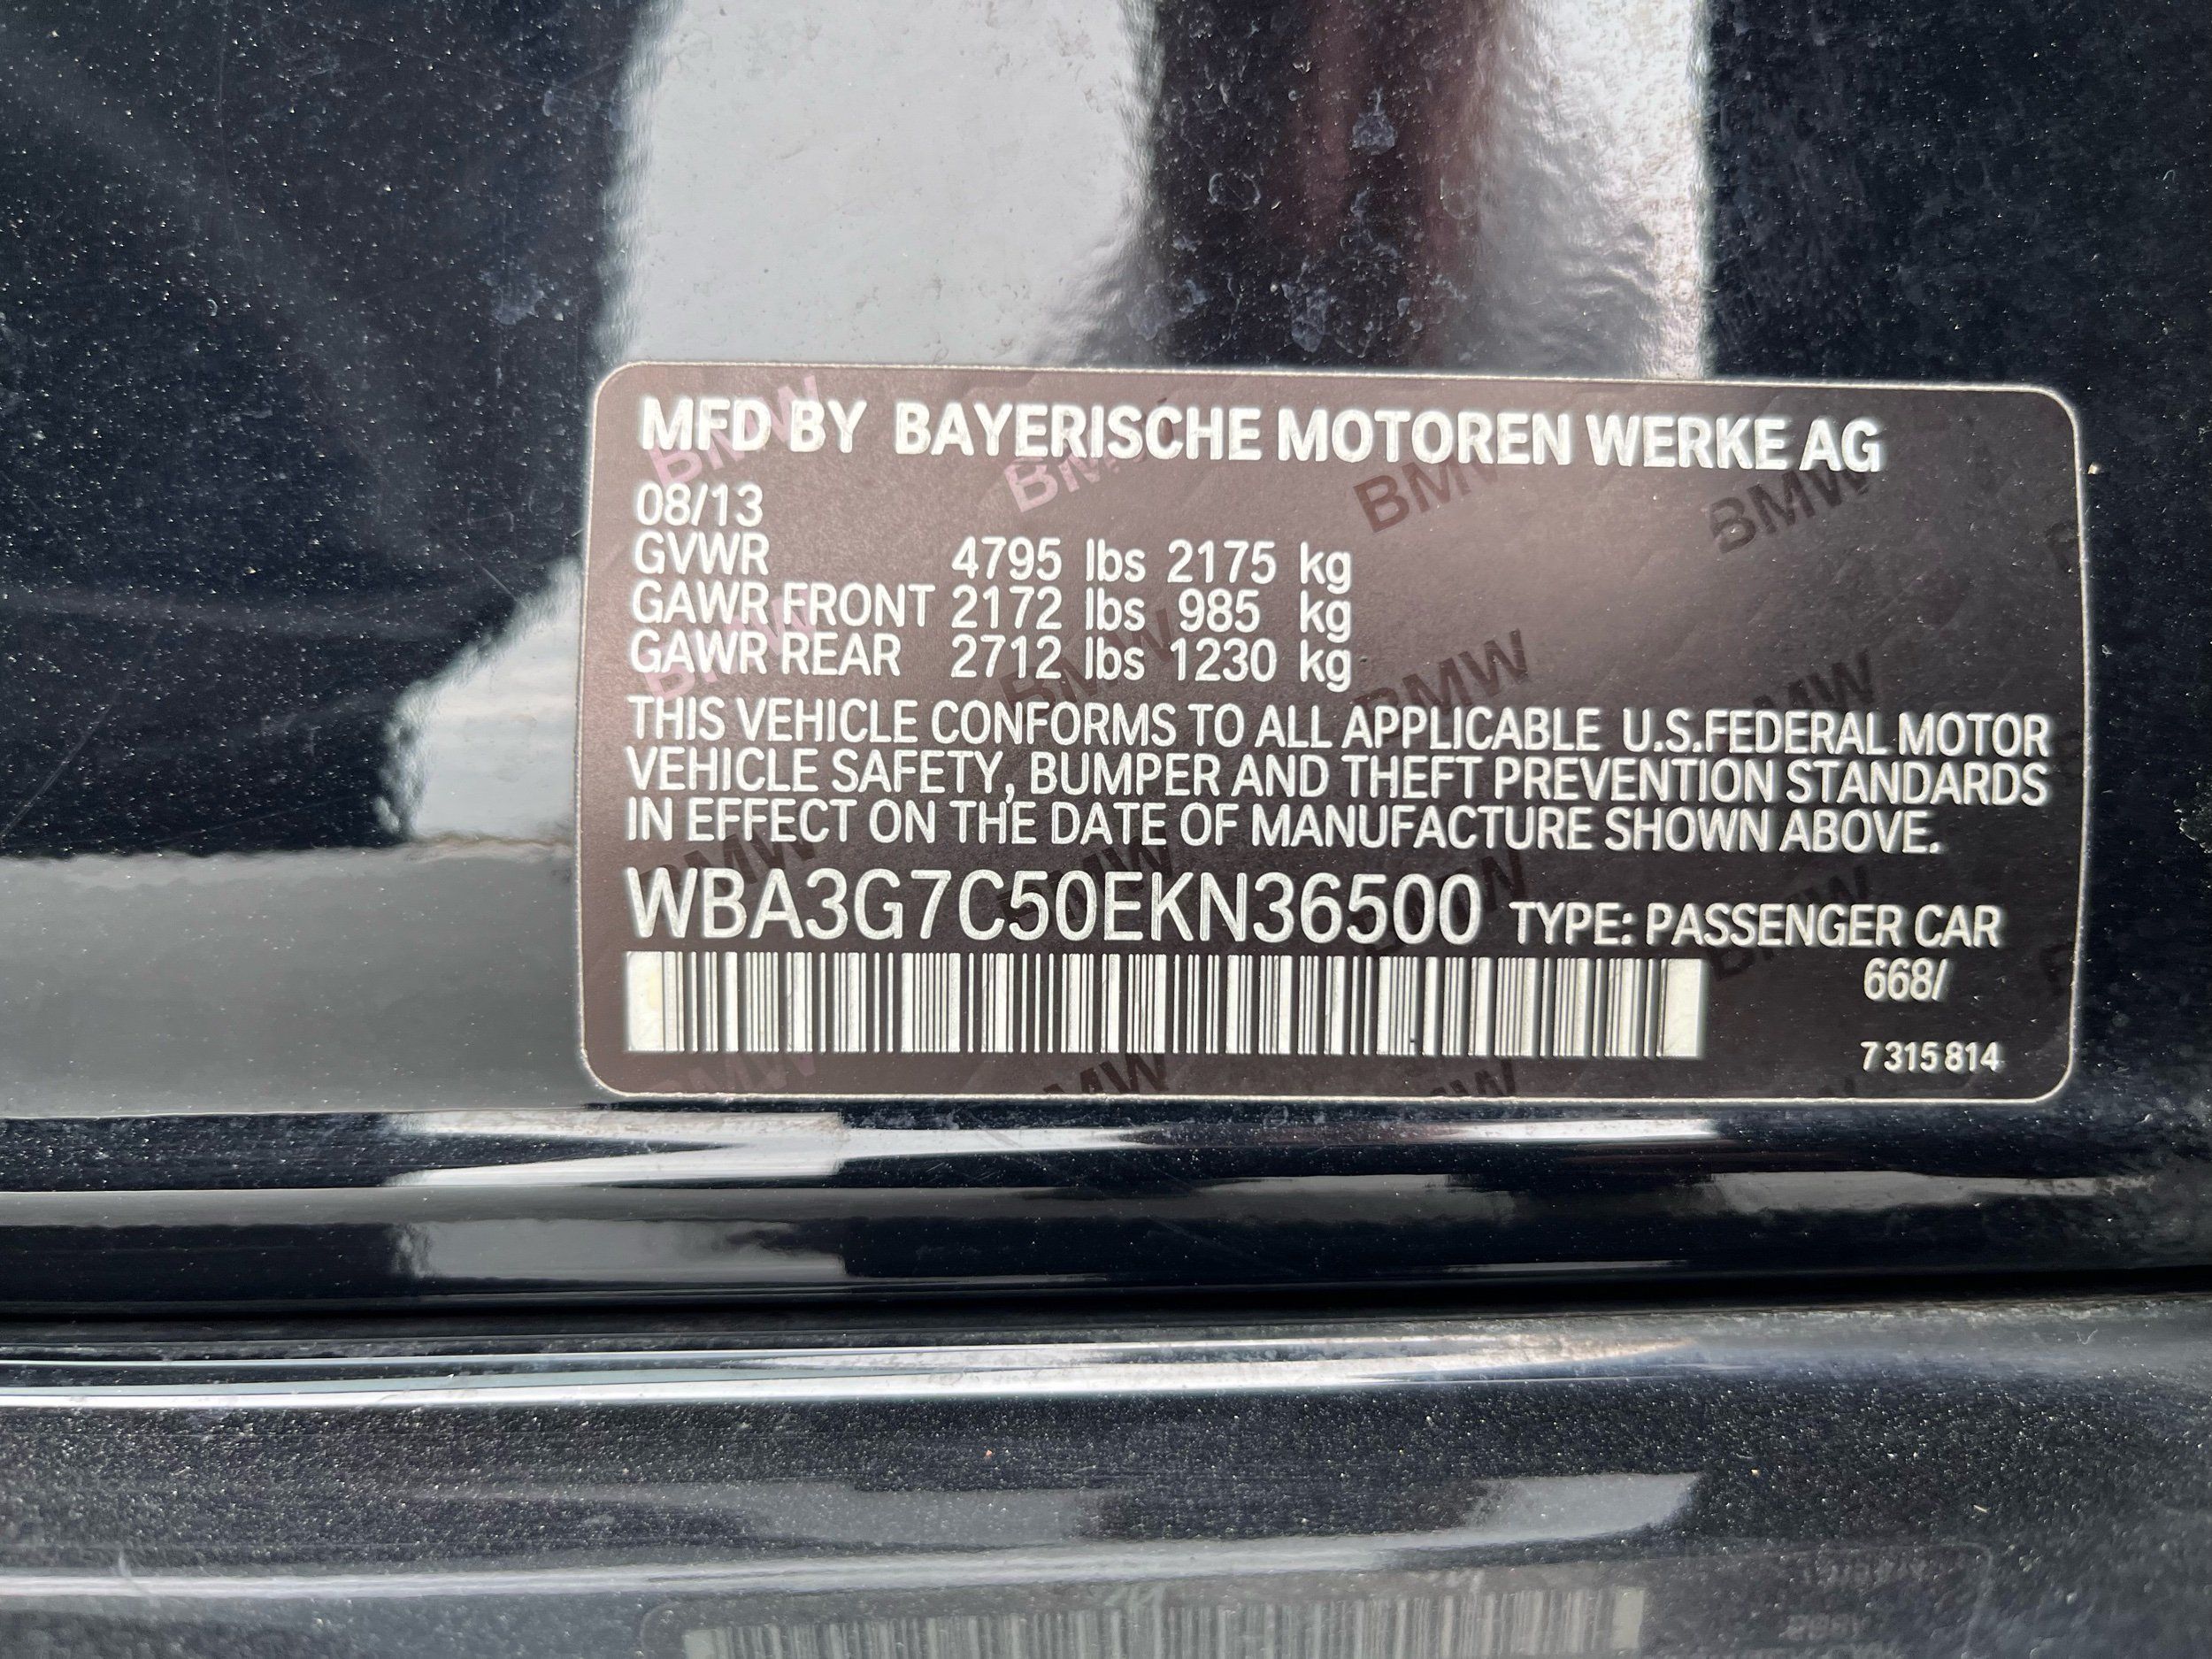 MFD BY BAYERISCHE MOTOREN WERKE AG
08/13
GVWR 4795 lbs 2175 kg
GAWR FRONT 2172 lbs 985 kg
GAWR REAR 2712 lbs 1230 kg
THIS VEHICLE CONFORMS TO ALL APPLICABLE U.S.FEDERAL MOTOR
VEHICLE SAFETY, BUMPER AND THEFT PREVENTION STANDARDS
IN EFFECT ON THE DATE OF MANUFACTURE SHOWN ABOVE.
WBA3G7C50EKN36500 TYPE: PASSENGER CAR
668/
7 315 814